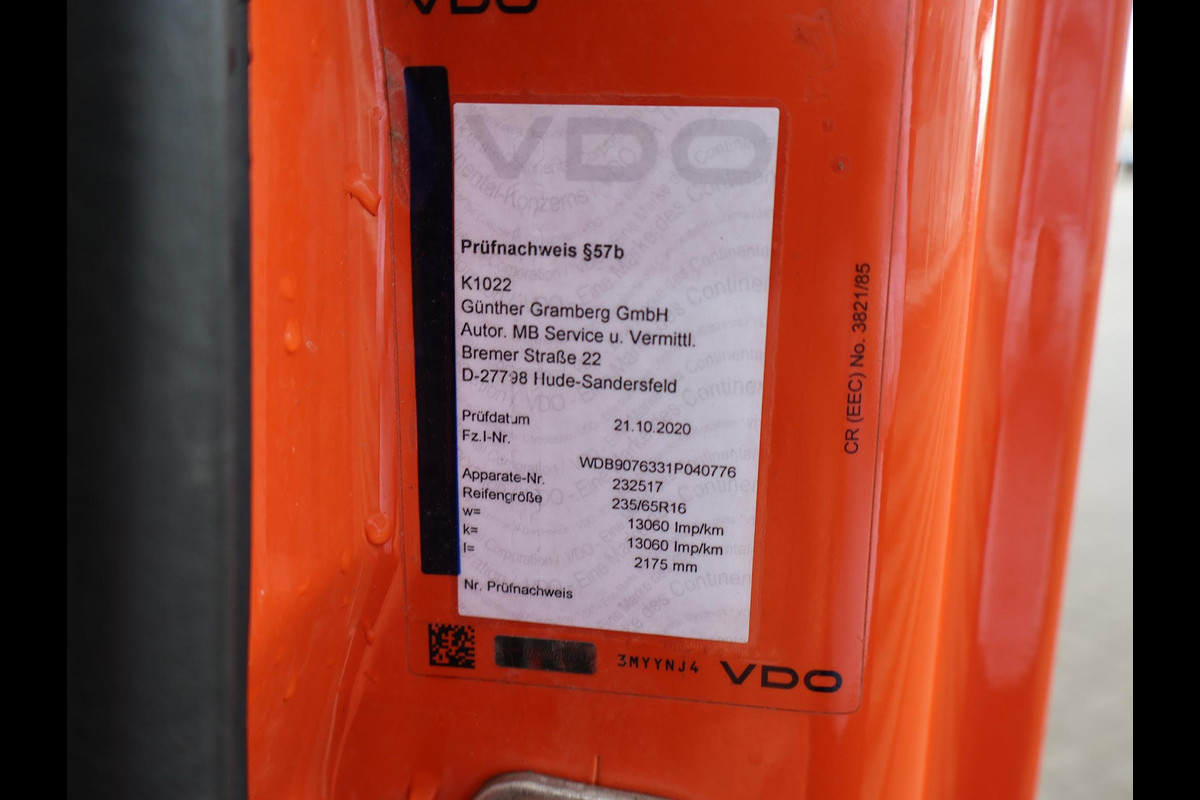 VDO
VDO
Prüfnachweis §57b
K1022
Günther Gramberg GmbH
Autor. MB Service u. Vermittl.
Bremer Straße 22
D-27798 Hude-Sandersfeld
Prüfdatum 21.10.2020
Fz.I-Nr.
WDB9076331P040776
Apparate-Nr. 232517
Reifengröße 235/65R16
w= 13060 Imp/km
k= 13060 Imp/km
l= 2175 mm
Nr. Prüfnachweis
3MYYNJ4 VDO
CR (EEC) No. 3821/85